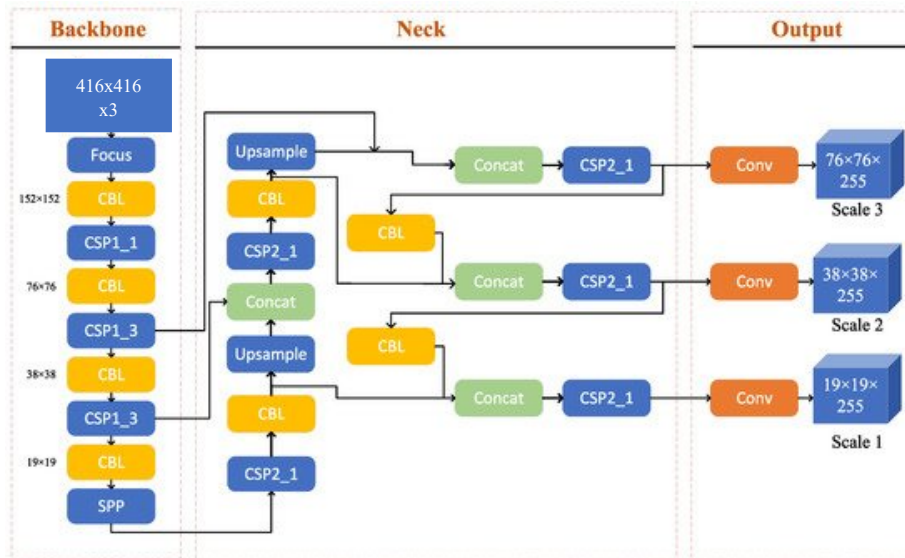 Backbone
Neck
Output
416x416
x3
Focus
152×152
CBL
CSP1_1
76×76
CBL
CSP1_3
38×38
CBL
CSP1_3
19×19
CBL
SPP
Upsample
CBL
CSP2_1
Concat
Upsample
CBL
CSP2_1
Concat
CSP2_1
CBL
Concat
CSP2_1
CBL
Concat
CSP2_1
Conv
76×76×
255
Scale 3
Conv
38×38×
255
Scale 2
Conv
19×19×
255
Scale 1